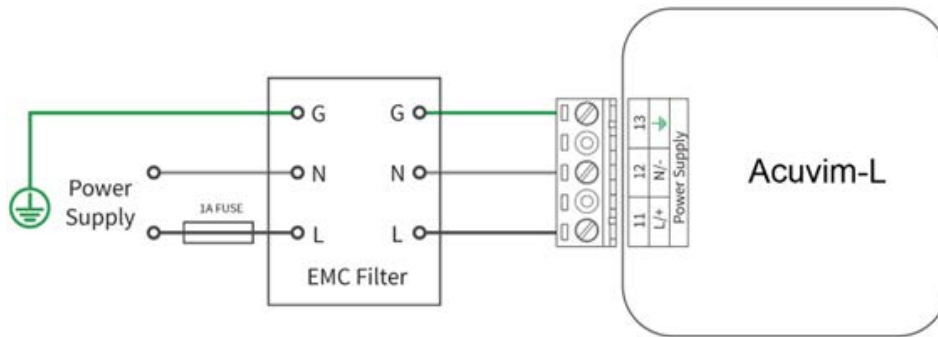 G
G
13
N
N
12
N/-
Power
Supply
1A FUSE
L
L
11
L/+
Power Supply
EMC Filter
Acuvim-L